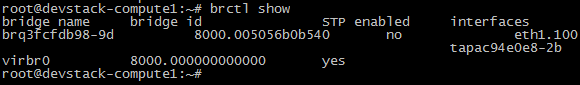 root@devstack-compute1:~# brctl show
bridge name     bridge id               STP enabled     interfaces
brq3fcfdb98-9d          8000.005056b0b540       no              eth1.100
                                                        tapac94e0e8-2b
virbr0          8000.000000000000       yes
root@devstack-compute1:~#